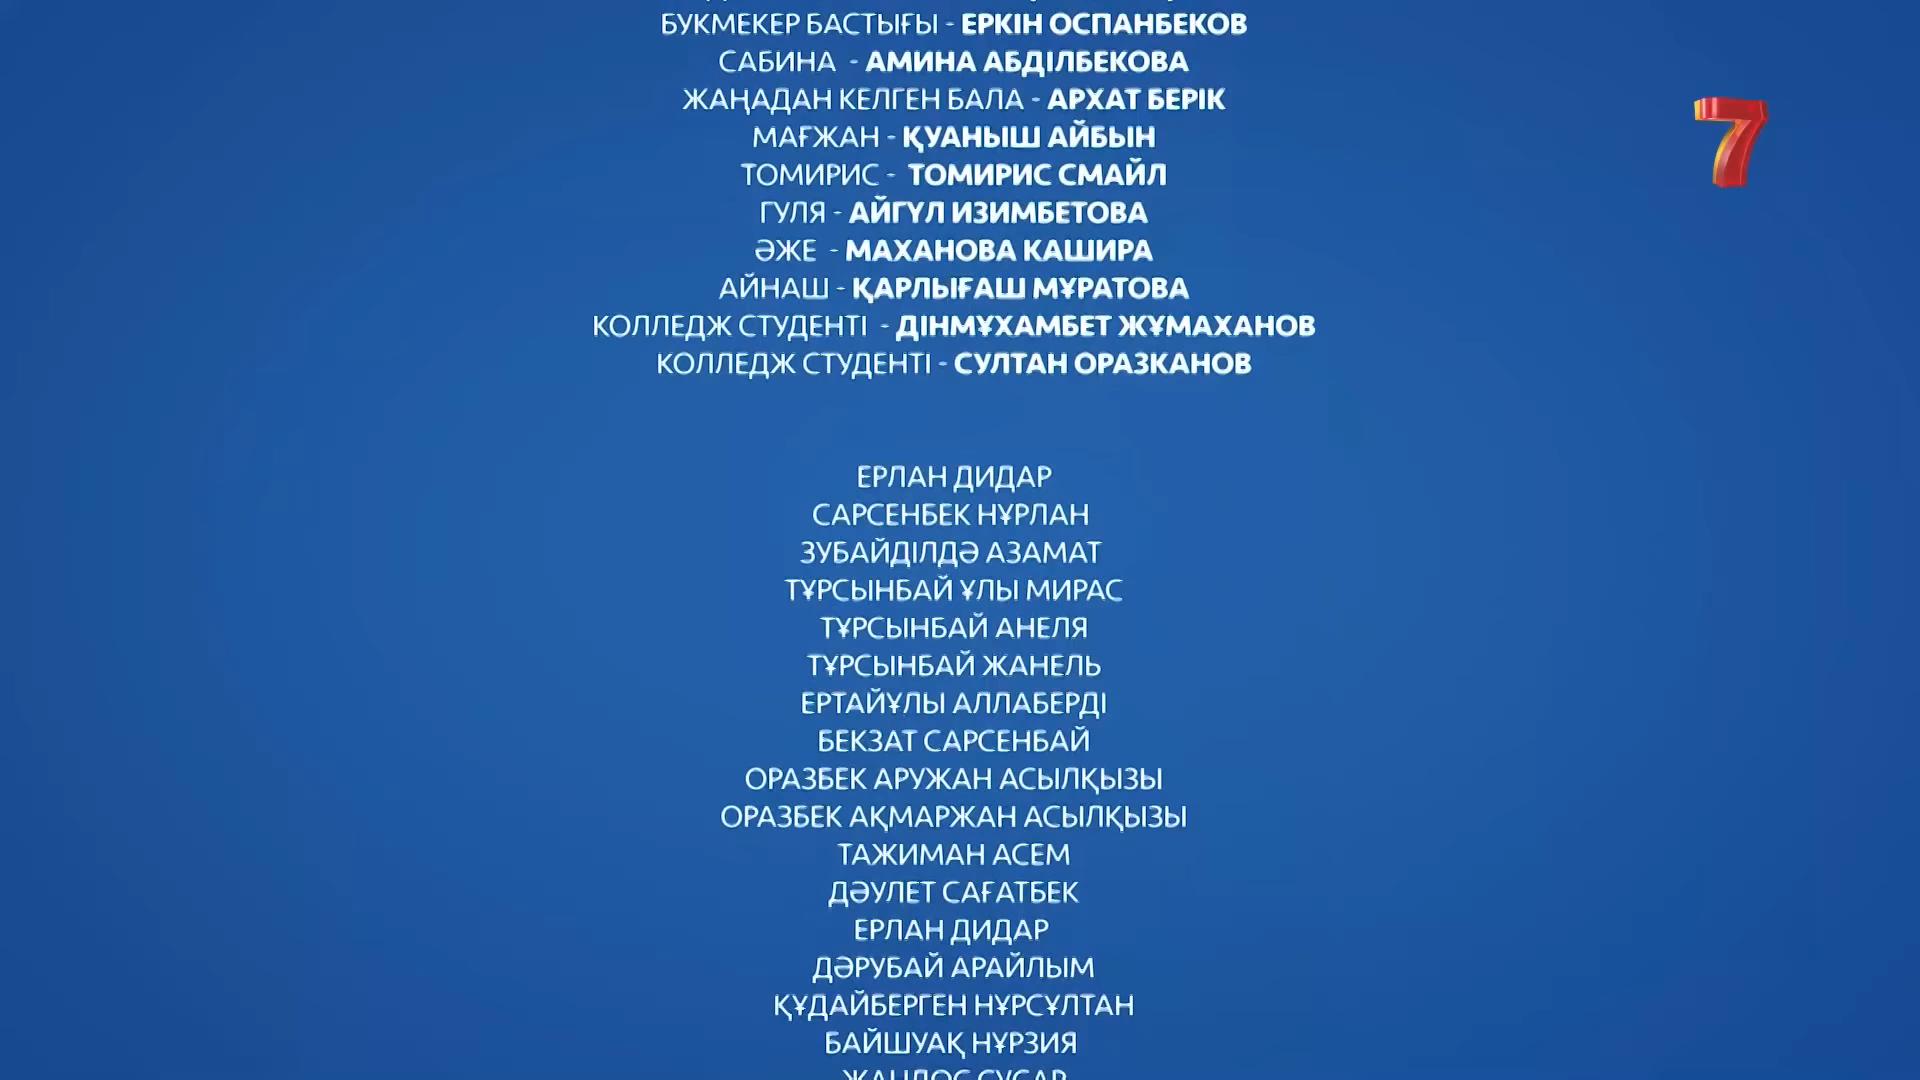 БУКМЕКЕР БАСТЫҒЫ - ЕРКІН ОСПАНБЕКОВ
САБИНА - АМИНА АБДІЛБЕКОВА
ЖАҢАДАН КЕЛГЕН БАЛА - АРХАТ БЕРІК
7
МАҒЖАН - ҚУАНЫШ АЙБЫН
ТОМИРИС - ТОМИРИС СМАЙЛ
ГУЛЯ - АЙГҮЛ ИЗИМБЕТОВА
ӘЖЕ - МАХАНОВА КАШИРА
АЙНАШ - ҚАРЛЫҒАШ МҰРАТОВА
КОЛЛЕДЖ СТУДЕНТІ - ДІНМҰХАМБЕТ ЖҰМАХАНОВ
КОЛЛЕДЖ СТУДЕНТІ - СУЛТАН ОРАЗКАНОВ
ЕРЛАН ДИДАР
САРСЕНБЕК НҰРЛАН
ЗУБАЙДІЛДӘ АЗАМАТ
ТҰРСЫНБАЙ ҰЛЫ МИРАС
ТҰРСЫНБАЙ АНЕЛЯ
ТҰРСЫНБАЙ ЖАНЕЛЬ
ЕРТАЙҰЛЫ АЛЛАБЕРДІ
БЕКЗАТ САРСЕНБАЙ
ОРАЗБЕК АРУЖАН АСЫЛҚЫЗЫ
ОРАЗБЕК АҚМАРЖАН АСЫЛҚЫЗЫ
ТАЖИМАН АСЕМ
ДӘУЛЕТ САҒАТБЕК
ЕРЛАН ДИДАР
ДӘРУБАЙ АРАЙЛЫМ
ҚҰДАЙБЕРГЕН НҰРСҰЛТАН
БАЙШУАҚ НҰРЗИЯ